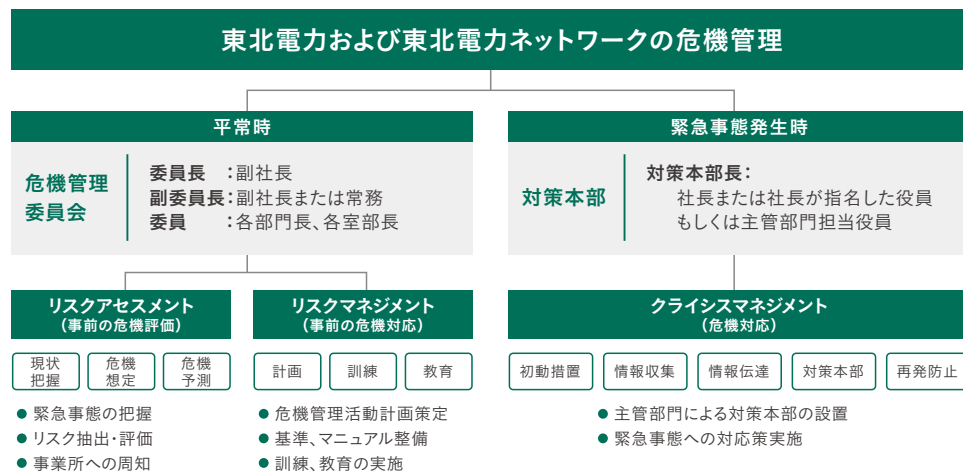 東北電力および東北電力ネットワークの危機管理
平常時
危機管理
委員会
委員長　：副社長
副委員長：副社長または常務
委員　　：各部門長、各室部長
緊急事態発生時
対策本部
対策本部長：
社長または社長が指名した役員
もしくは主管部門担当役員
リスクアセスメント
（事前の危機評価）
現状
把握
危機
想定
危機
予測
● 緊急事態の把握
● リスク抽出・評価
● 事業所への周知
リスクマネジメント
（事前の危機対応）
計画
訓練
教育
● 危機管理活動計画策定
● 基準、マニュアル整備
● 訓練、教育の実施
クライシスマネジメント
（危機対応）
初動措置
情報収集
情報伝達
対策本部
再発防止
● 主管部門による対策本部の設置
● 緊急事態への対応策実施